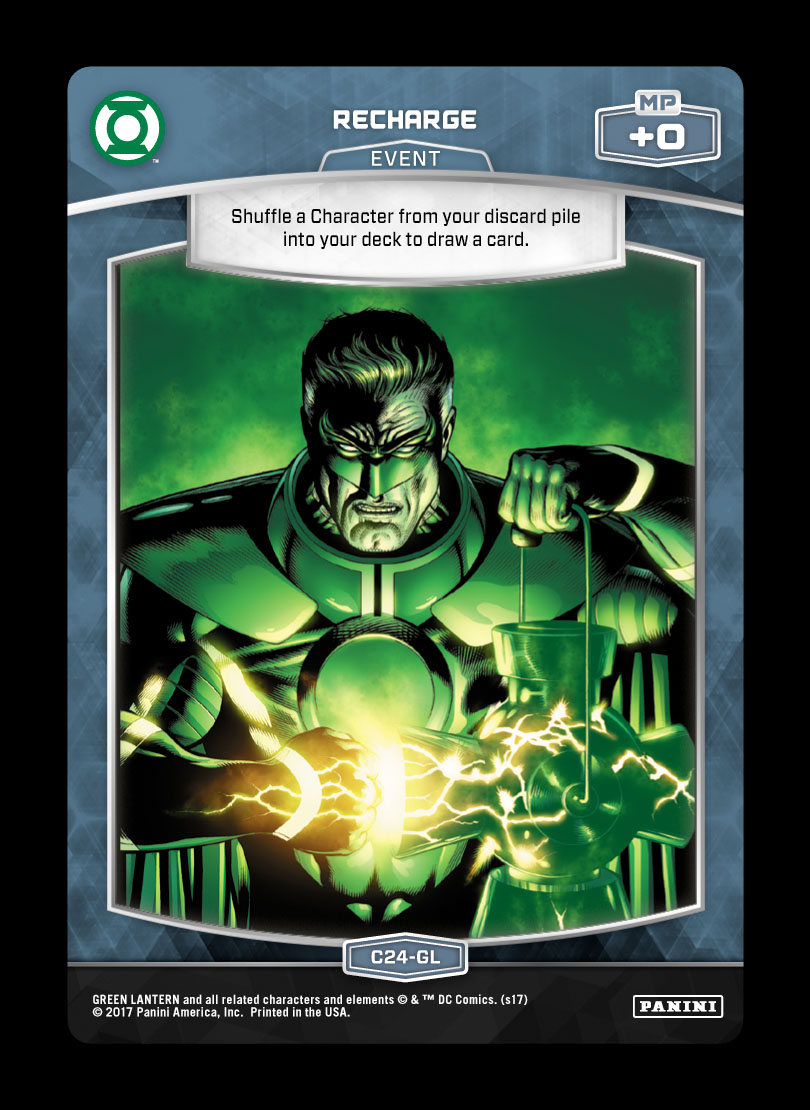 RECHARGE
MP
+0
EVENT
Shuffle a Character from your discard pile
into your deck to draw a card.
C24-GL
GREEN LANTERN and all related characters and elements © & ™ DC Comics. (s17)
© 2017 Panini America, Inc. Printed in the USA.
PANINI